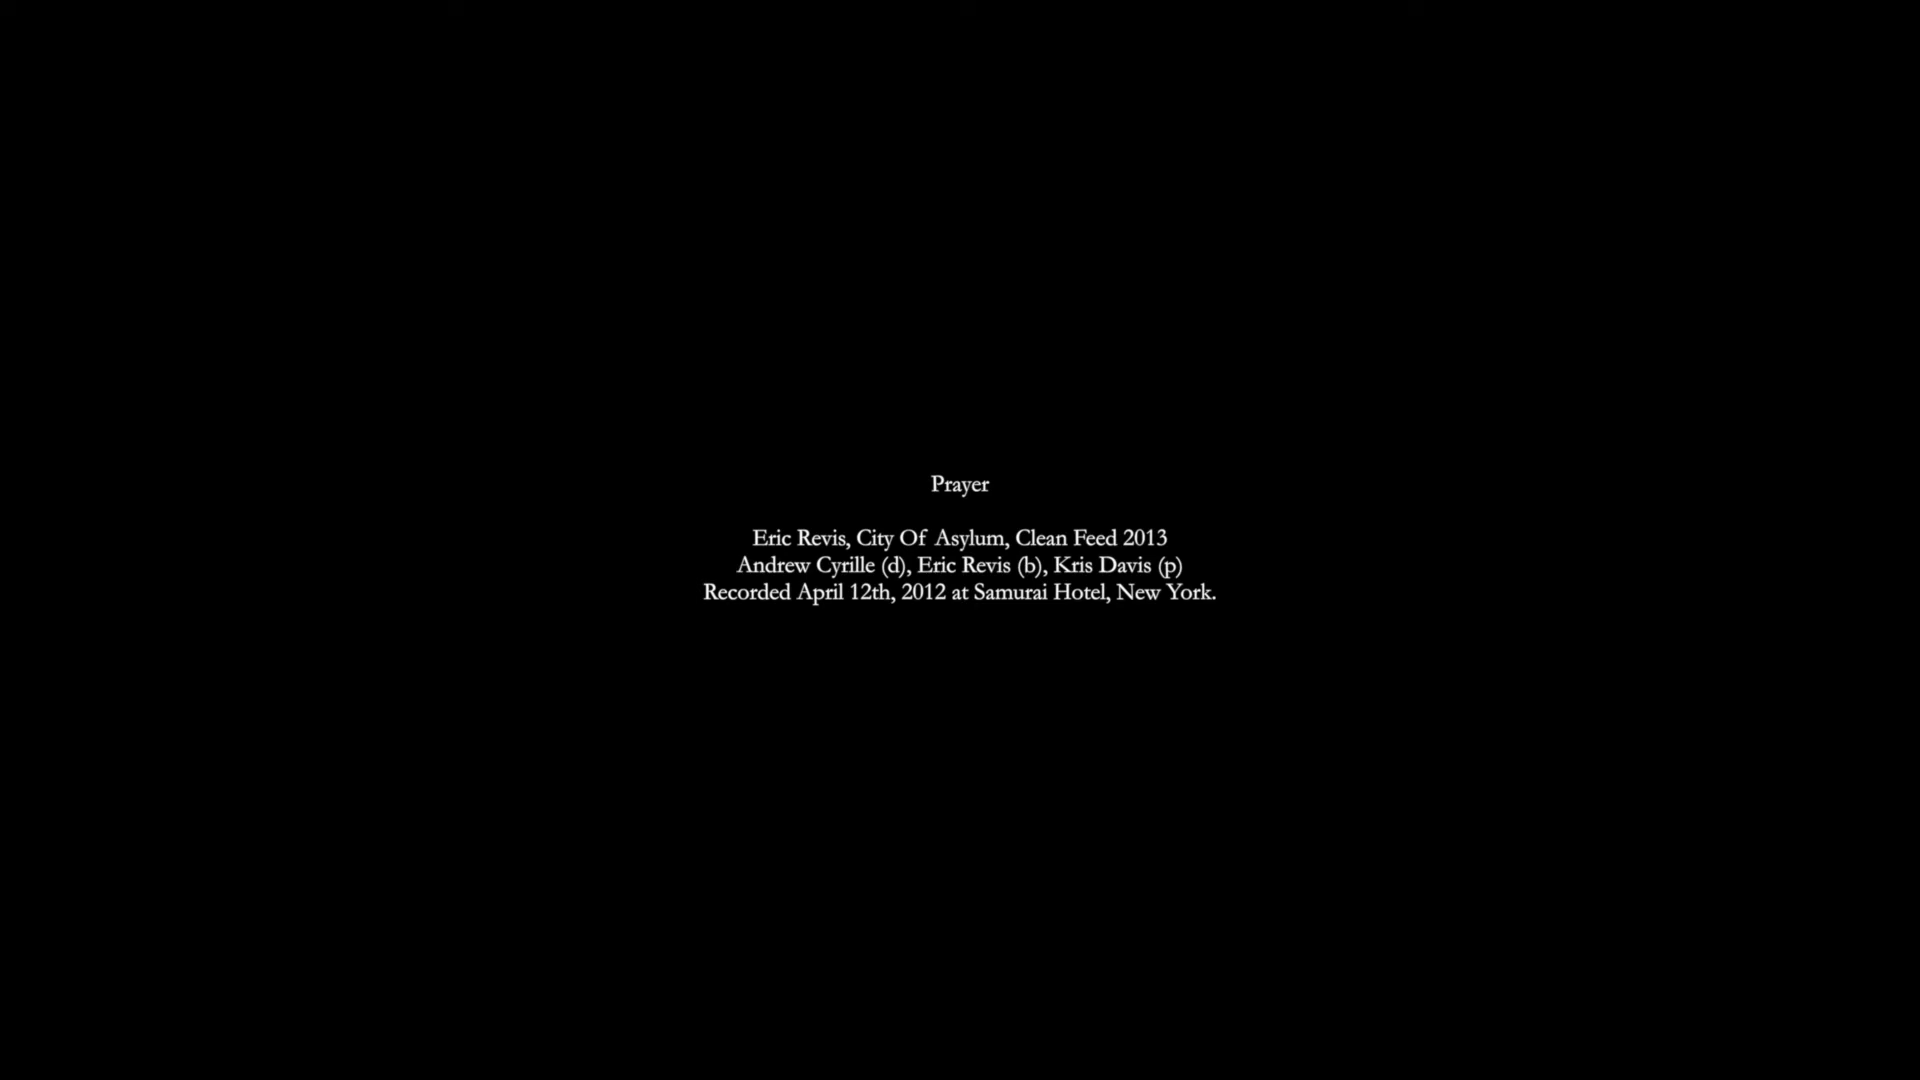 Prayer
Eric Revis, City Of Asylum, Clean Feed 2013
Andrew Cyrille (d), Eric Revis (b), Kris Davis (p)
Recorded April 12th, 2012 at Samurai Hotel, New York.